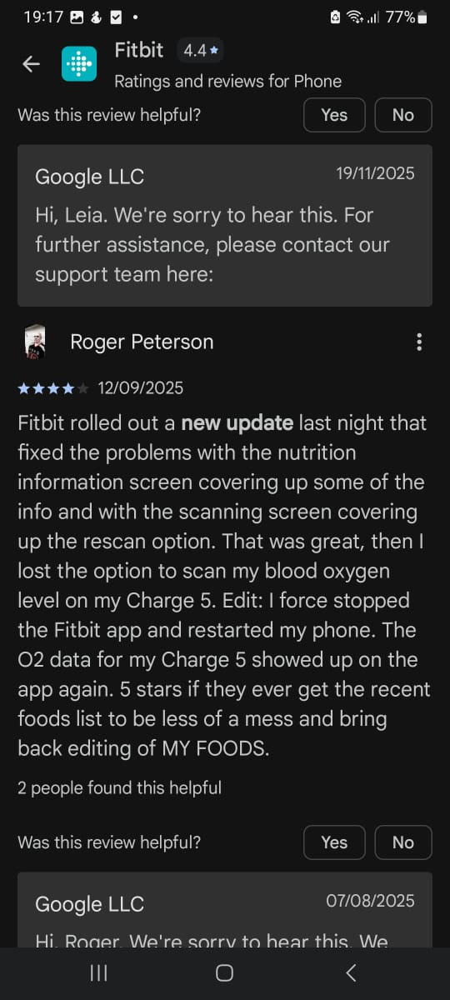 19:17
77%
Fitbit 4.4★
Ratings and reviews for Phone
Was this review helpful? Yes No
Google LLC 19/11/2025
Hi, Leia. We're sorry to hear this. For
further assistance, please contact our
support team here:
Roger Peterson
12/09/2025
Fitbit rolled out a new update last night that
fixed the problems with the nutrition
information screen covering up some of the
info and with the scanning screen covering
up the rescan option. That was great, then I
lost the option to scan my blood oxygen
level on my Charge 5. Edit: I force stopped
the Fitbit app and restarted my phone. The
O2 data for my Charge 5 showed up on the
app again. 5 stars if they ever get the recent
foods list to be less of a mess and bring
back editing of MY FOODS.
2 people found this helpful
Was this review helpful? Yes No
Google LLC 07/08/2025
Hi, Roger. We're sorry to hear this. We